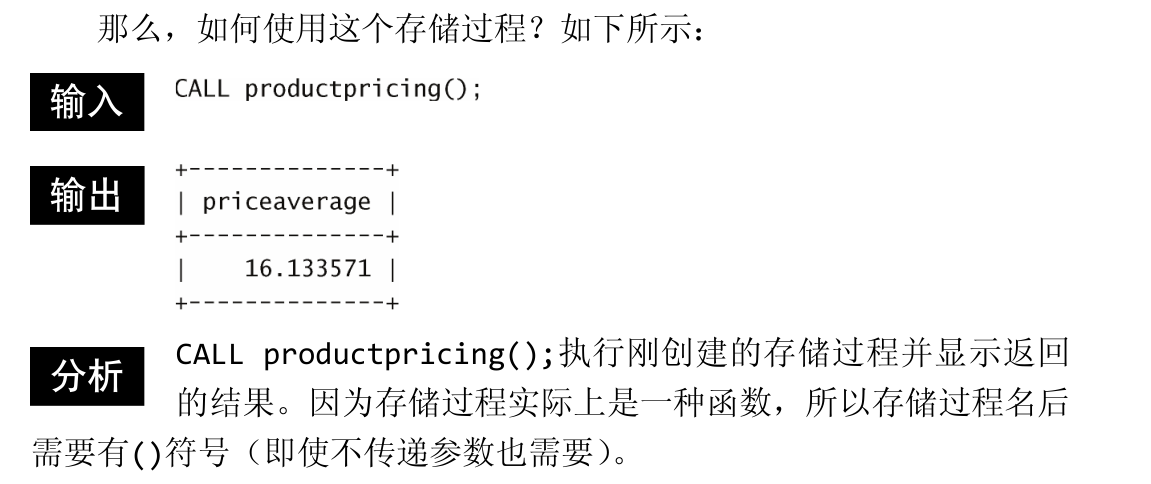 那么，如何使用这个存储过程？如下所示：
输入
CALL productpricing();
输出
+--------------+
| priceaverage |
+--------------+
|    16.133571 |
+--------------+
分析
CALL productpricing();执行刚创建的存储过程并显示返回
的结果。因为存储过程实际上是一种函数，所以存储过程名后
需要有()符号（即使不传递参数也需要）。